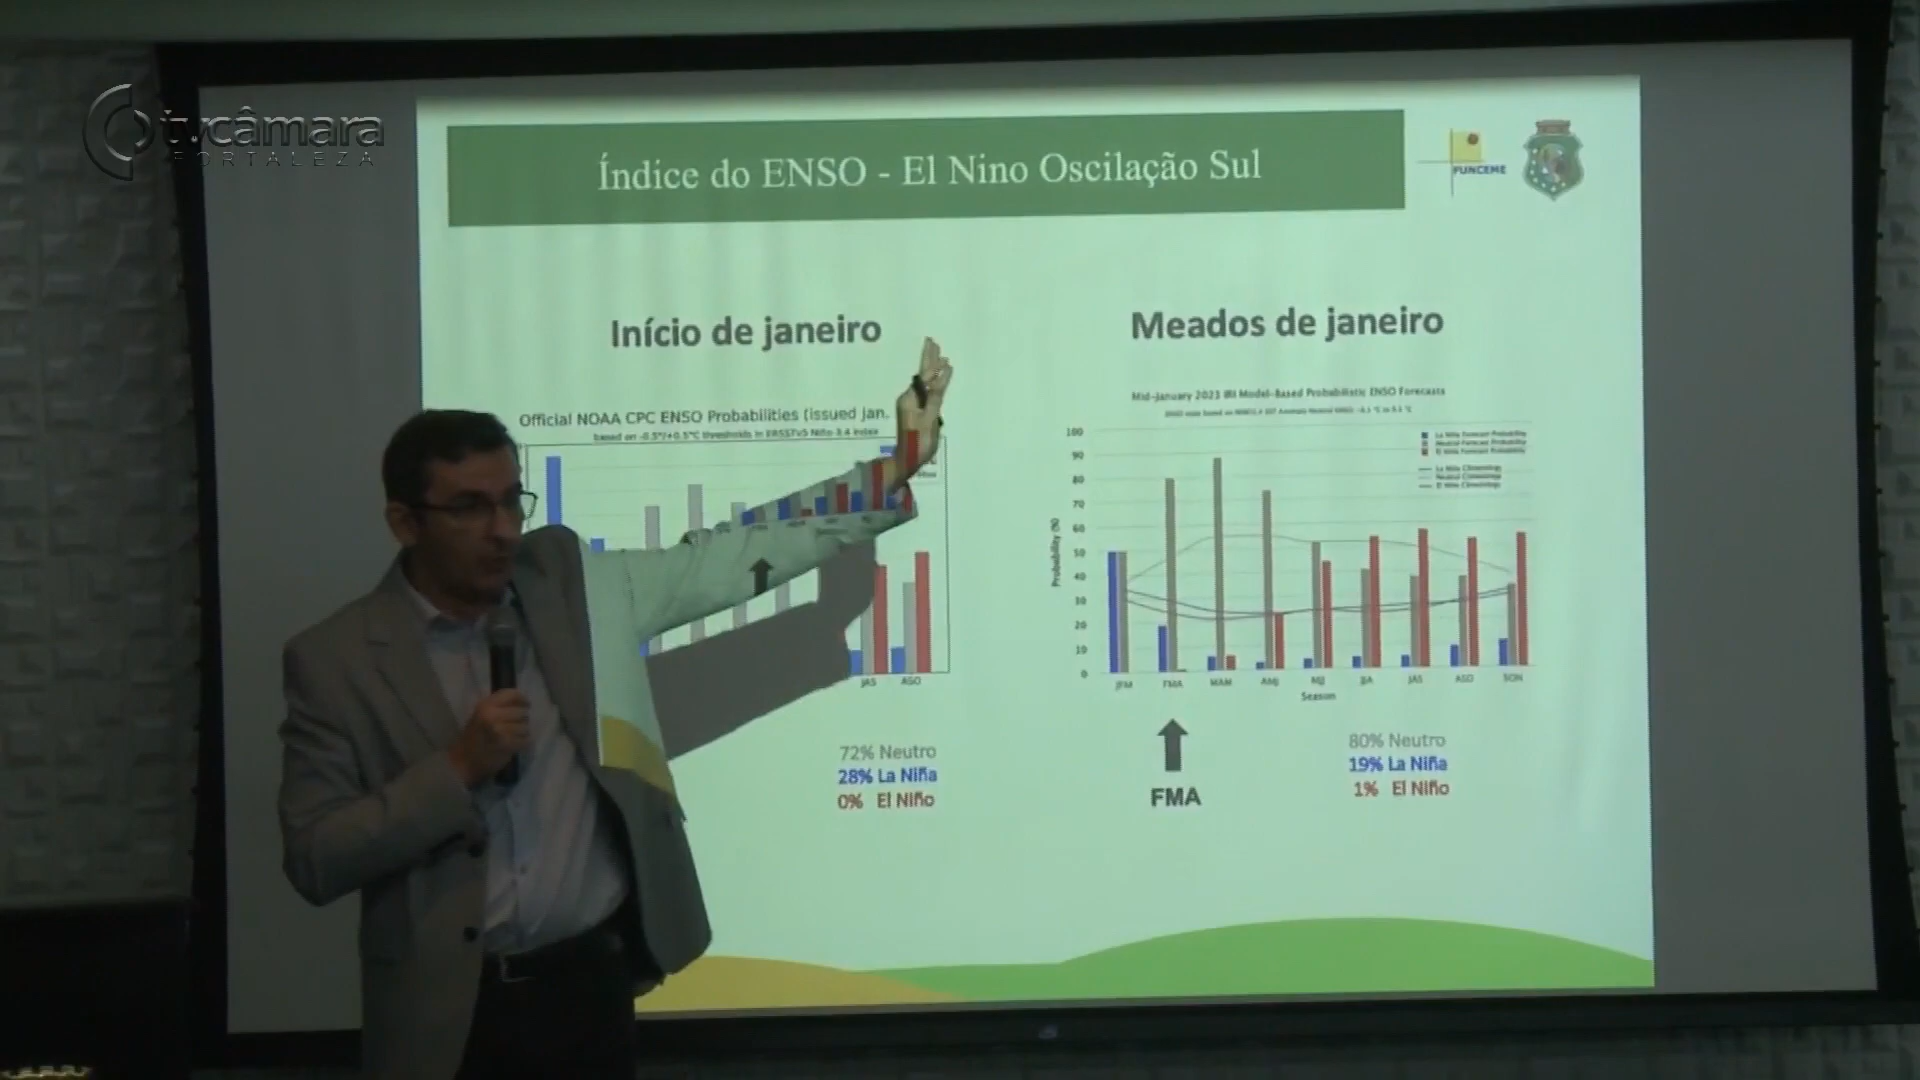 tvcâmara
FORTALEZA
Índice do ENSO - El Nino Oscilação Sul
FUNCEME
Início de janeiro
Official NOAA CPC ENSO Probabilities (issued Jan.
based on -0.5°/+0.5°C thresholds in ERSSTv5 Niño-3.4 index
JAS ASO
72% Neutro
28% La Niña
0% El Niño
Meados de janeiro
Mid-January 2023 IRI Model-Based Probabilistic ENSO Forecasts
La Niña Forecast Probability
Neutral Forecast Probability
El Niño Forecast Probability
La Niña Climatology
Neutral Climatology
El Niño Climatology
Probability (%)
100
90
80
70
60
50
40
30
20
10
0
JFM FMA MAM AMJ MJJ JJA JAS ASO SON
Season
FMA
80% Neutro
19% La Niña
1% El Niño